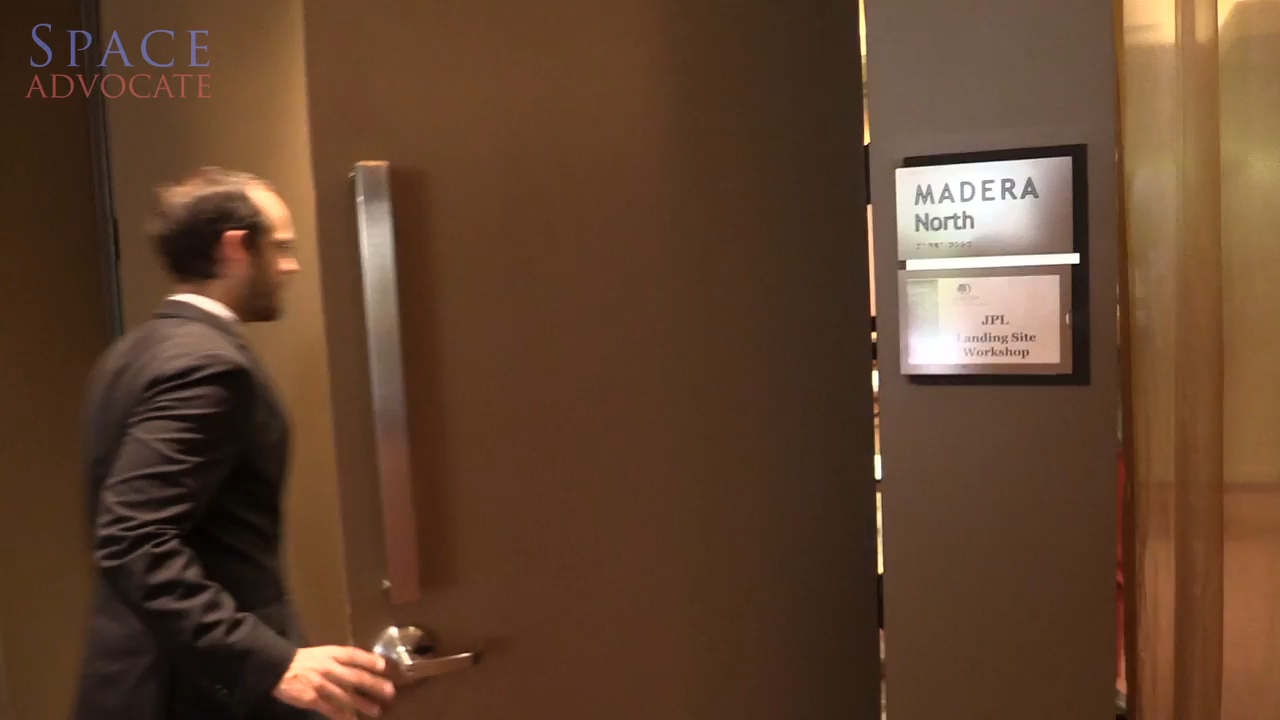 SPACE
ADVOCATE
MADERA
North
JPL
Landing Site
Workshop